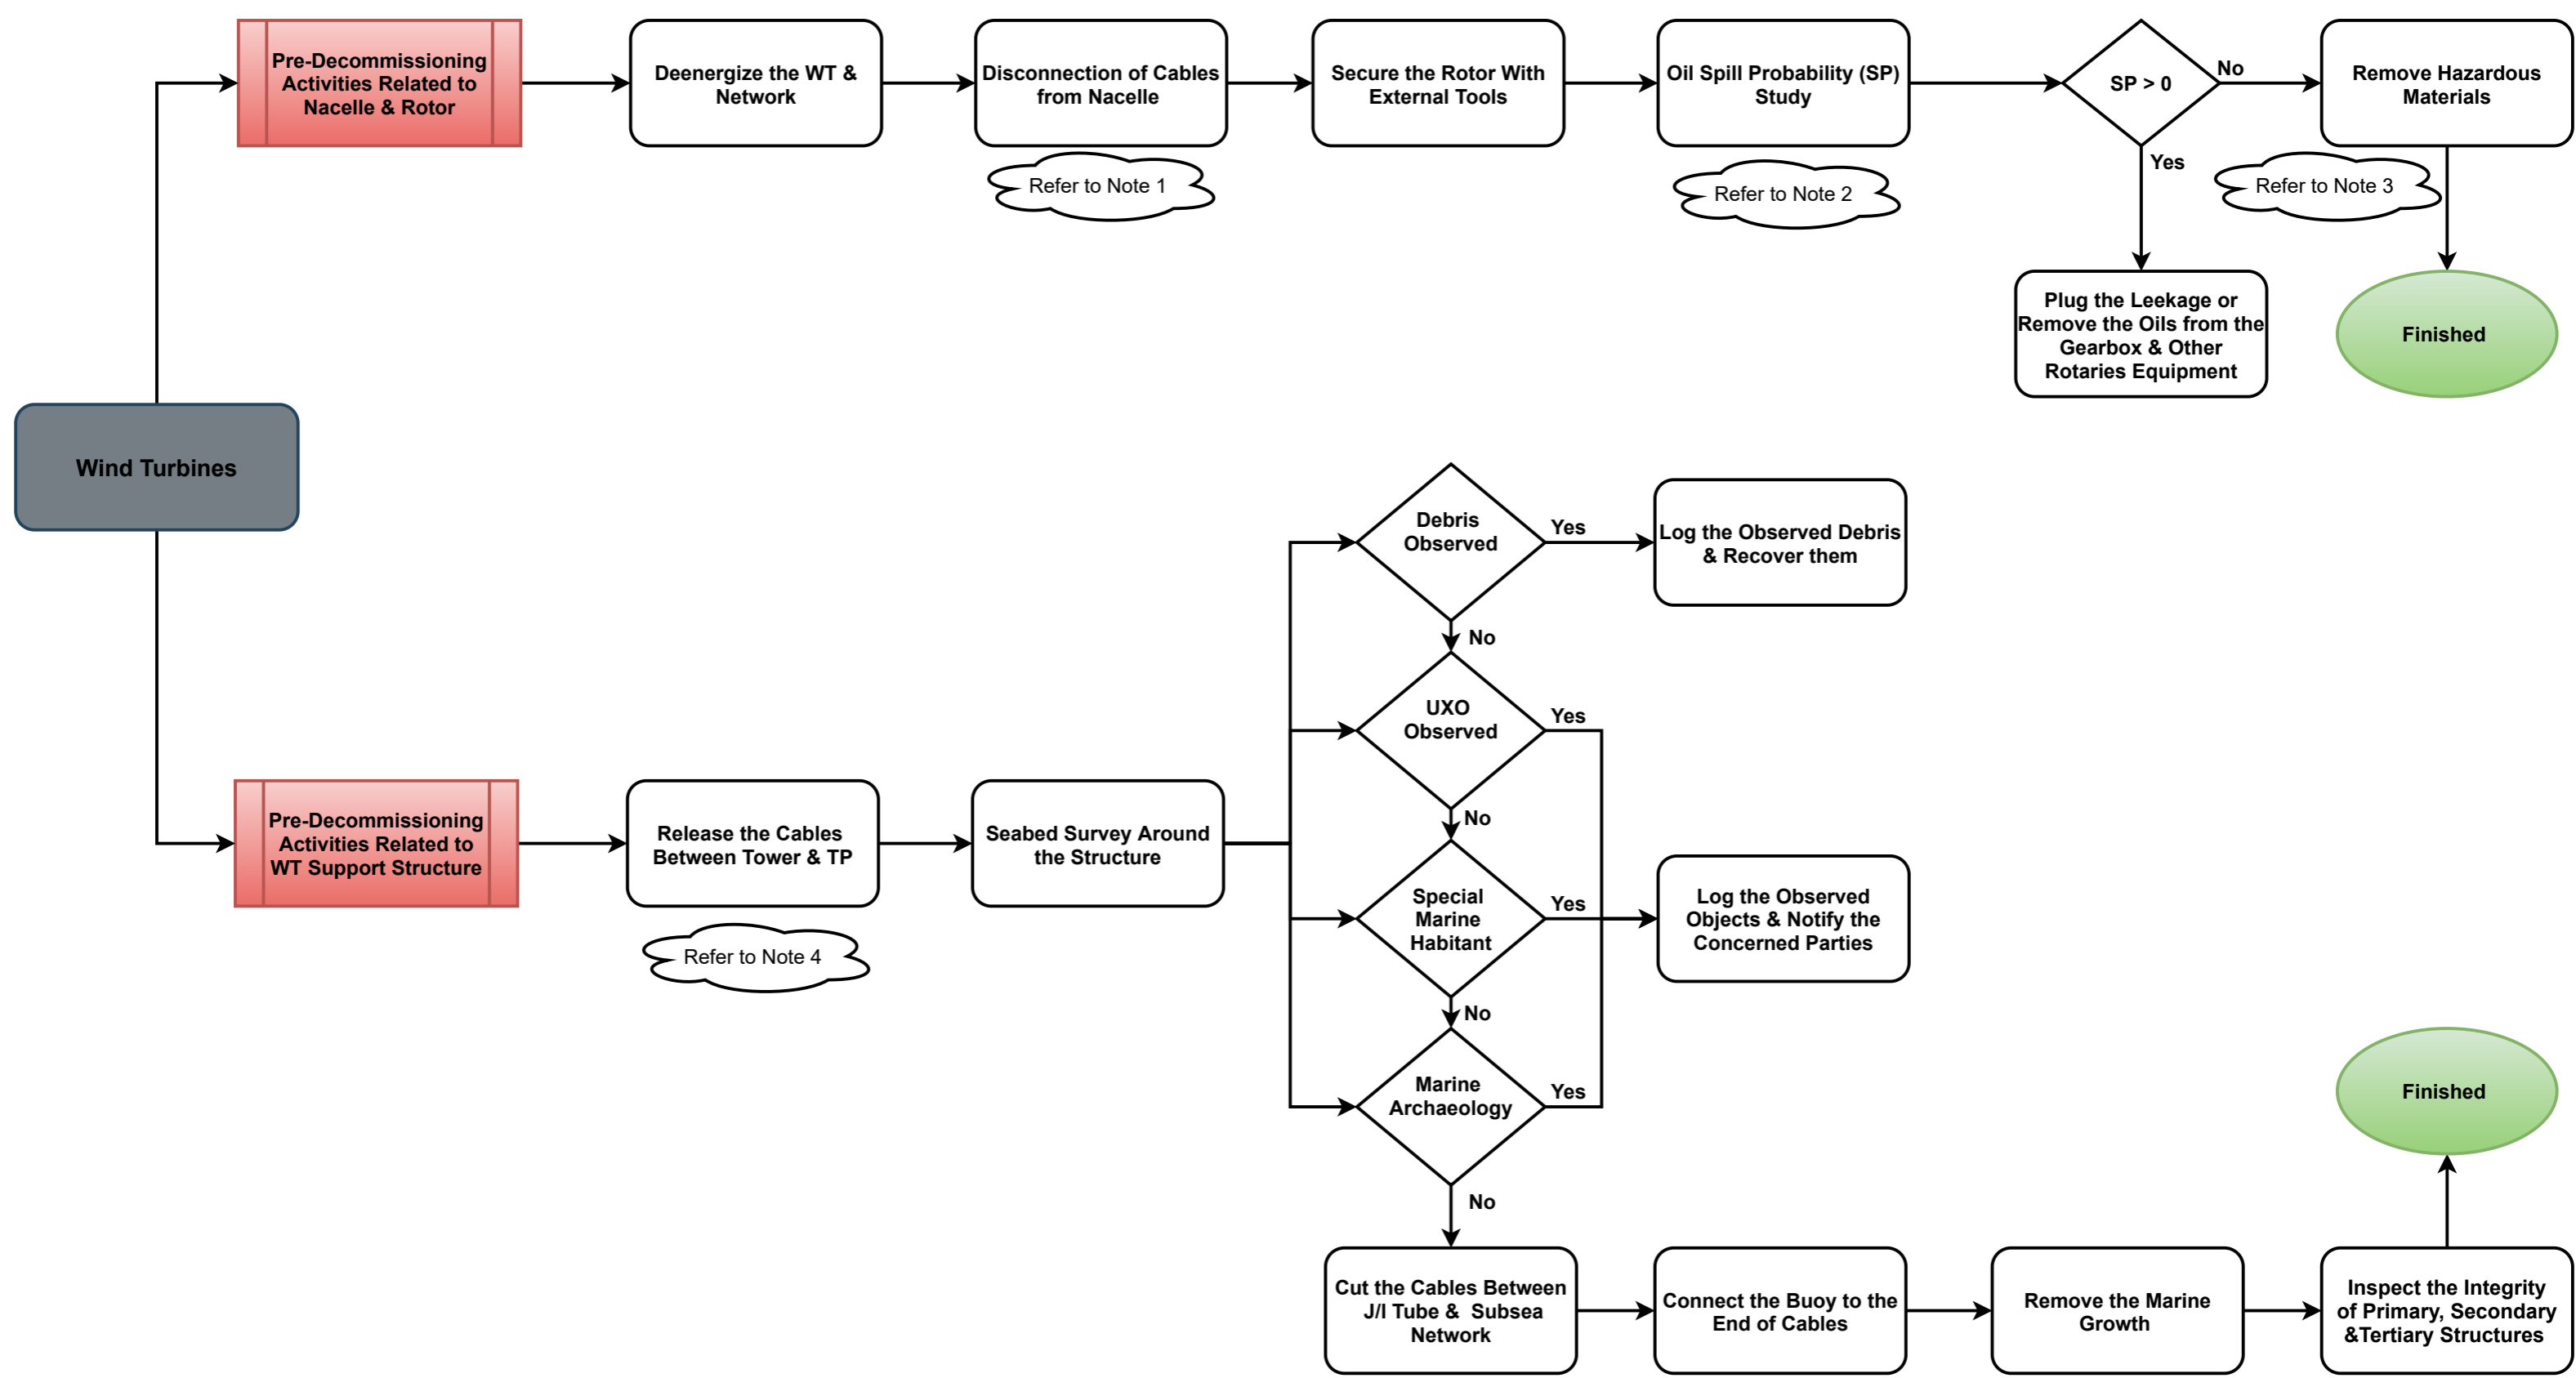 Pre-Decommissioning
Activities Related to
Nacelle & Rotor
Deenergize the WT &
Network
Disconnection of Cables
from Nacelle
Refer to Note 1
Secure the Rotor With
External Tools
Oil Spill Probability (SP)
Study
Refer to Note 2
SP > 0
No
Yes
Remove Hazardous
Materials
Refer to Note 3
Plug the Leekage or
Remove the Oils from the
Gearbox & Other
Rotaries Equipment
Finished
Wind Turbines
Pre-Decommissioning
Activities Related to
WT Support Structure
Release the Cables
Between Tower & TP
Refer to Note 4
Seabed Survey Around
the Structure
Debris
Observed
Yes
Log the Observed Debris
& Recover them
No
UXO
Observed
Yes
No
Special
Marine
Habitant
Yes
Log the Observed
Objects & Notify the
Concerned Parties
No
Marine
Archaeology
Yes
No
Cut the Cables Between
J/I Tube & Subsea
Network
Connect the Buoy to the
End of Cables
Remove the Marine
Growth
Inspect the Integrity
of Primary, Secondary
&Tertiary Structures
Finished